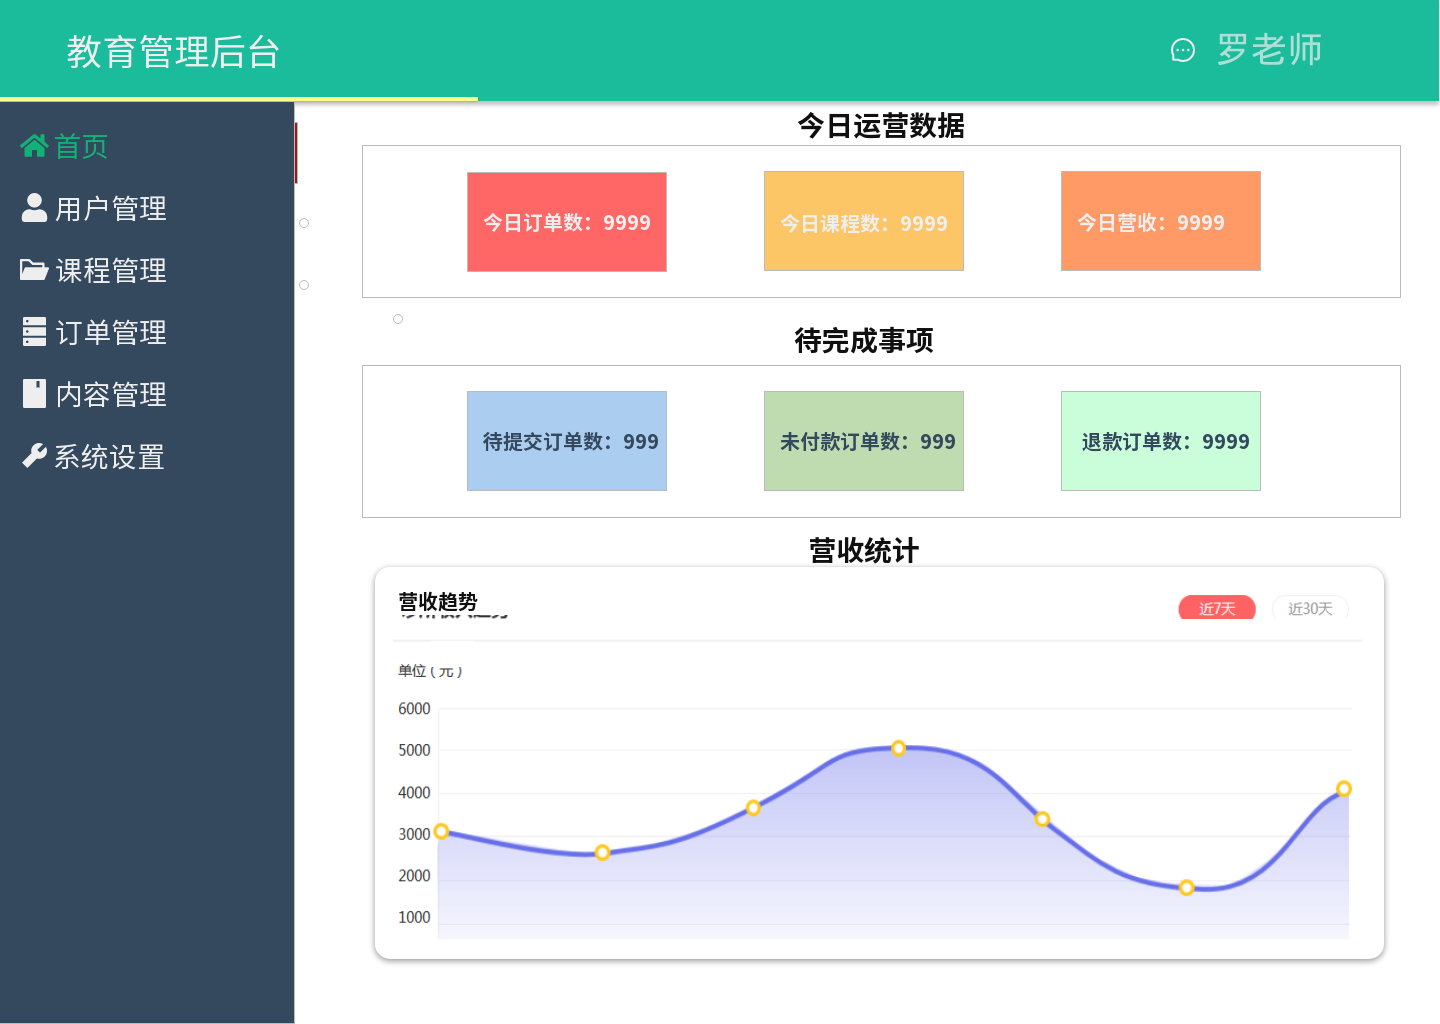 教育管理后台
罗老师
首页
用户管理
课程管理
订单管理
内容管理
系统设置
今日运营数据
今日订单数：9999
今日课程数：9999
今日营收：9999
待完成事项
待提交订单数：999
未付款订单数：999
退款订单数：9999
营收统计
营收趋势
近7天
近30天
单位 ( 元 )
6000
5000
4000
3000
2000
1000